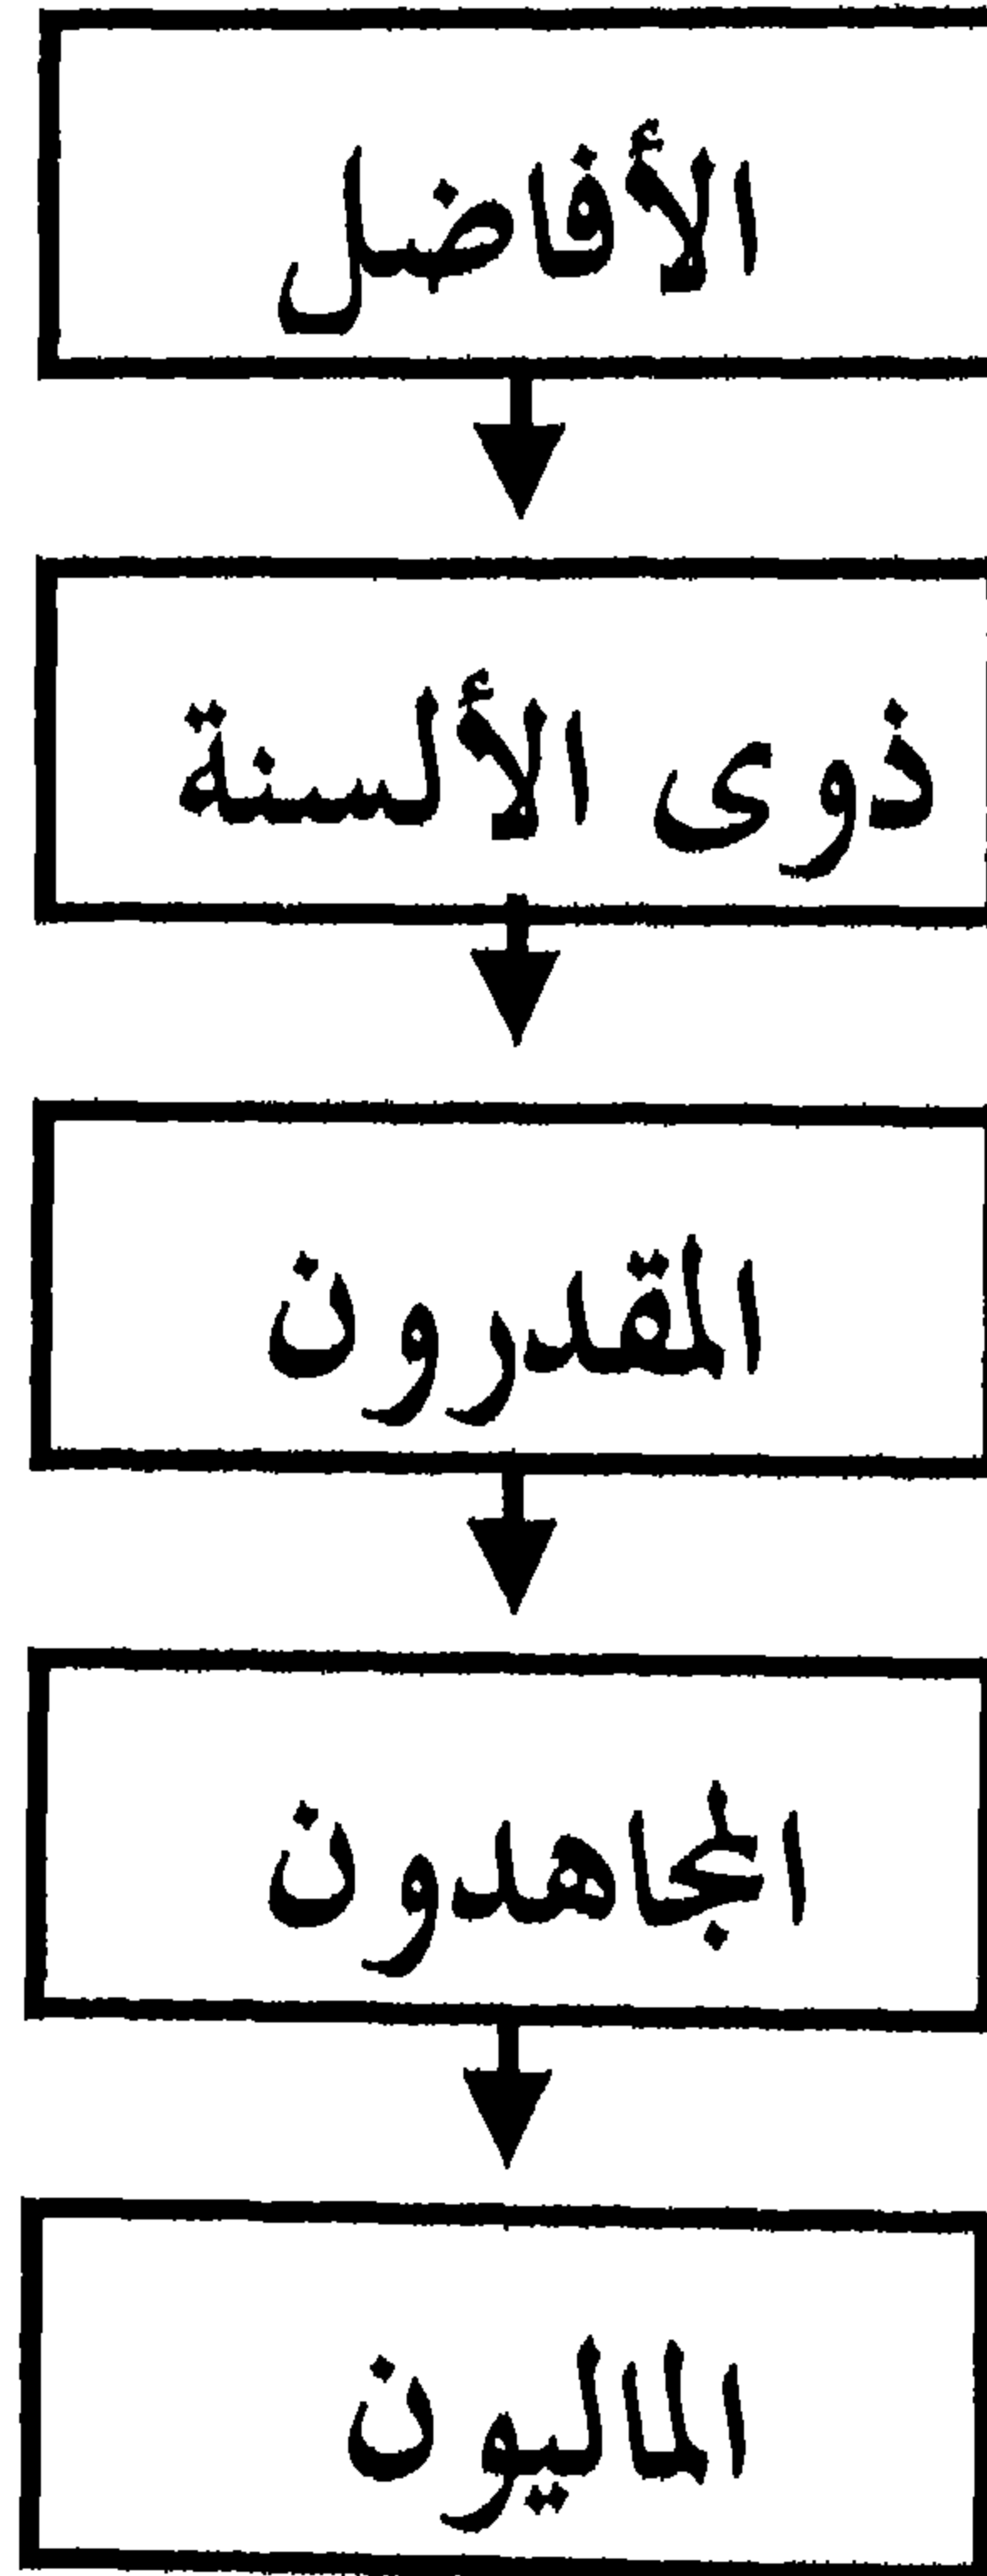 الأفاضل
ذوى الألسنة
المقدرون
المجاهدون
الماليون